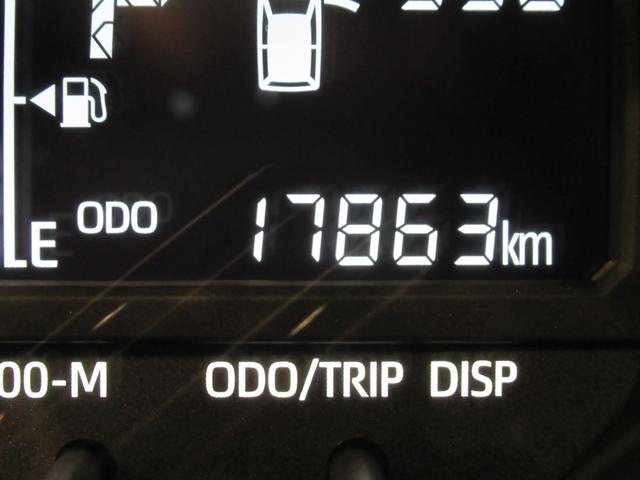 E ODO 17863km
00-M ODO/TRIP DISP